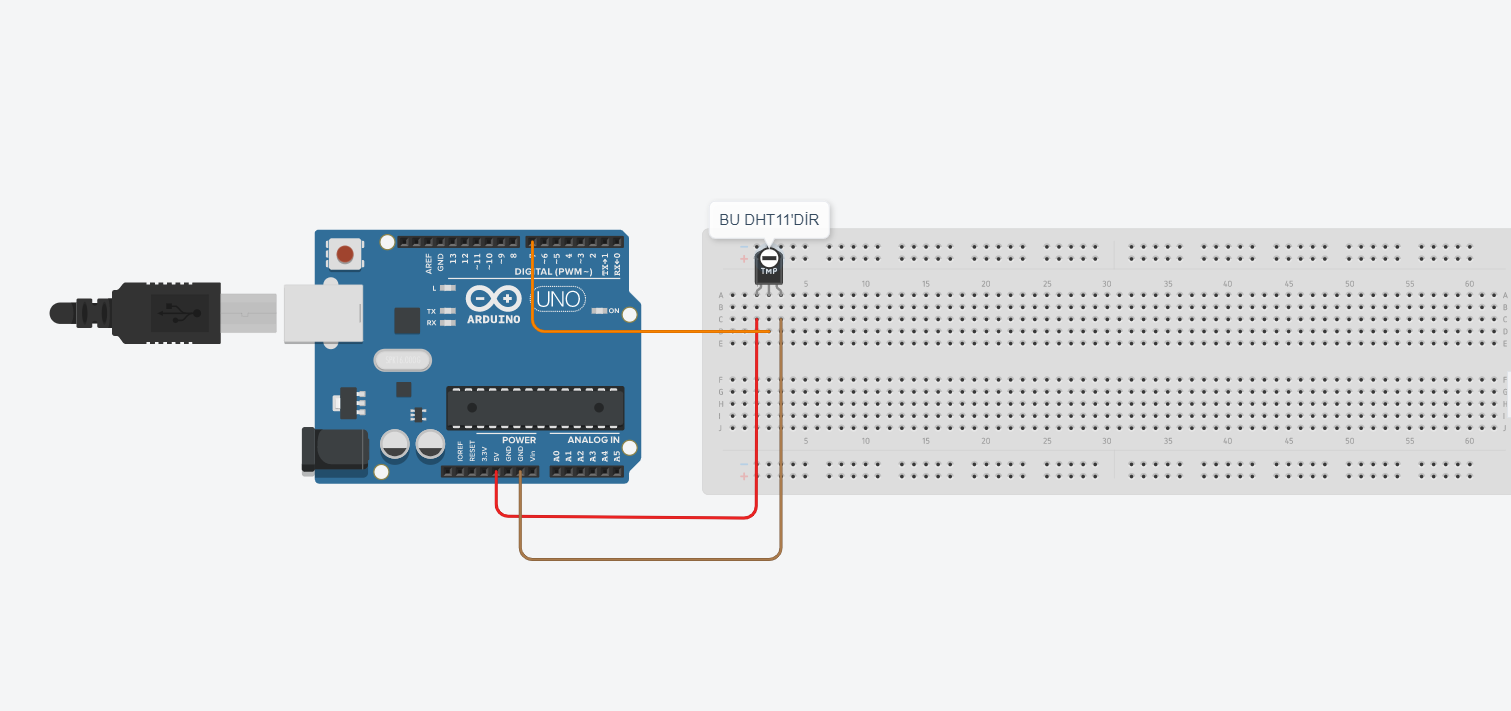 BU DHT11'DİR
AREF
GND
13
12
~11
~10
~9
8
~6
~5
4
~3
2
TX→1
RX←0
DIGITAL (PWM~)
L
TX
RX
UNO
ARDUINO
ON
TMP
POWER
ANALOG IN
IOREF
RESET
3.3V
5V
GND
GND
Vin
A0
A1
A2
A3
A4
A5
5 10 15 20 25 30 35 40 45 50 55 60
A A
B B
C C
D D
E E
F F
G G
H H
I I
J J
5 10 15 20 25 30 35 40 45 50 55 60